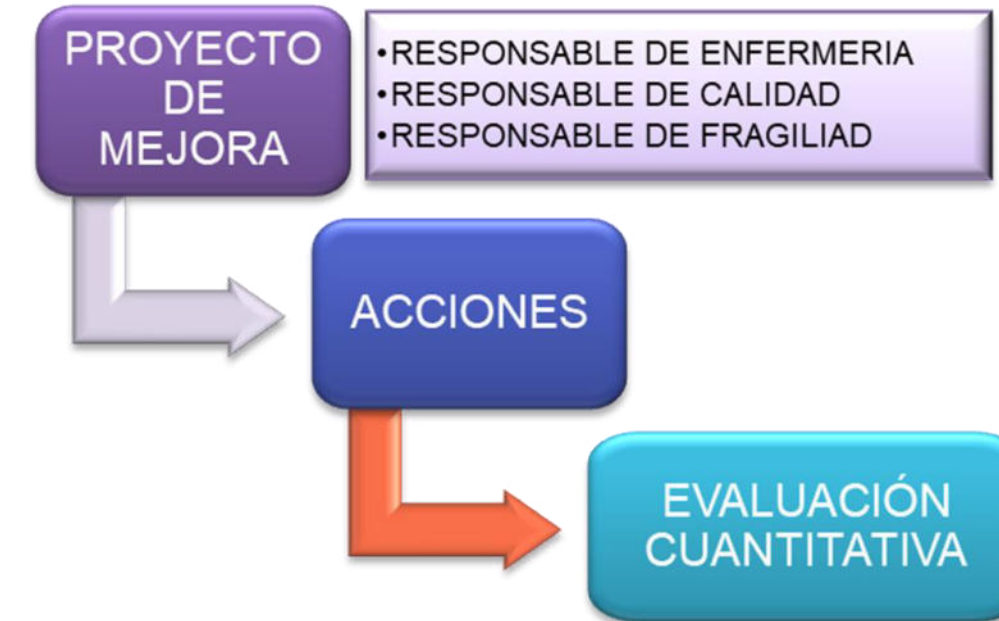 PROYECTO
DE
MEJORA
•RESPONSABLE DE ENFERMERIA
•RESPONSABLE DE CALIDAD
•RESPONSABLE DE FRAGILIAD
ACCIONES
EVALUACIÓN
CUANTITATIVA